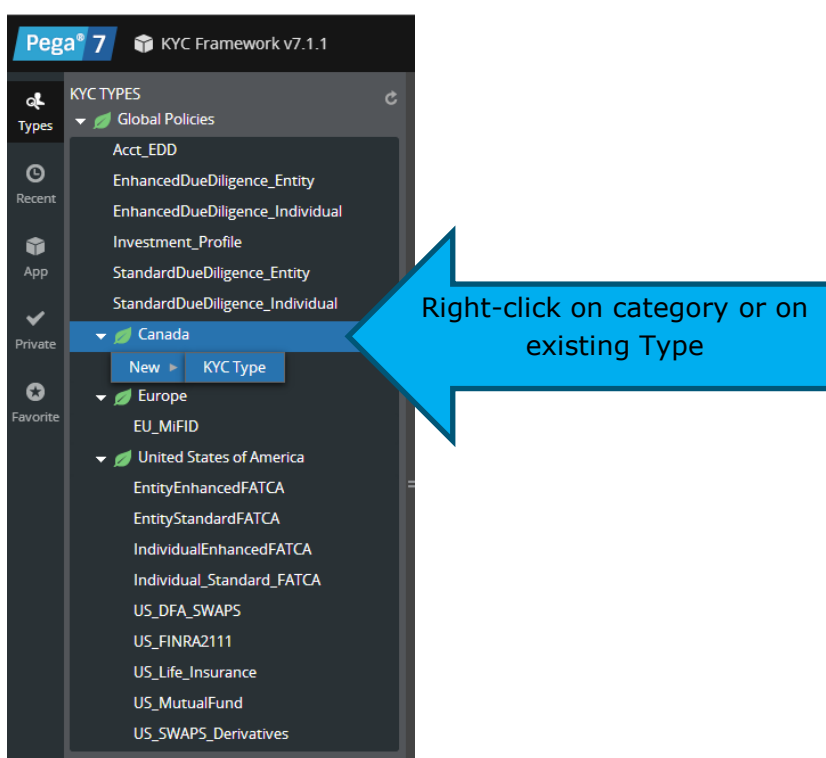 Pega® 7 KYC Framework v7.1.1
KYC TYPES
Types
Global Policies
Acct_EDD
EnhancedDueDiligence_Entity
Recent
EnhancedDueDiligence_Individual
Investment_Profile
App
StandardDueDiligence_Entity
StandardDueDiligence_Individual
Private
Canada
New KYC Type
Favorite
Europe
EU_MiFID
United States of America
EntityEnhancedFATCA
EntityStandardFATCA
IndividualEnhancedFATCA
Individual_Standard_FATCA
US_DFA_SWAPS
US_FINRA2111
US_Life_Insurance
US_MutualFund
US_SWAPS_Derivatives
Right-click on category or on
existing Type